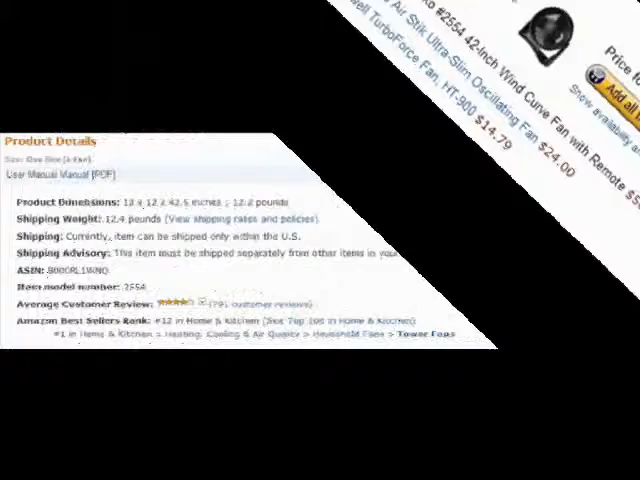 ko #2554 42-Inch Wind Curve Fan with Remote
Air Stik Ultra-Slim Oscillating Fan $24.00
well TurboForce Fan, HT-900 $14.79
Price fo
Add all
Show availability
Product Details
Size: One Size [1-Fan]
User Manual Manual [PDF]
Product Dimensions: 13 x 12 x 42.5 inches ; 12.2 pounds
Shipping Weight: 12.4 pounds (View shipping rates and policies)
Shipping: Currently, item can be shipped only within the U.S.
Shipping Advisory: This item must be shipped separately from other items in your
ASIN:
Item model number: 2554
Average Customer Review: customer reviews)
Amazon Best Sellers Rank: #12 in Home & Kitchen (See Top 100 in Home & Kitchen)
#1 in Home & Kitchen > Heating, Cooling & Air Quality > Household Fans > Tower Fans